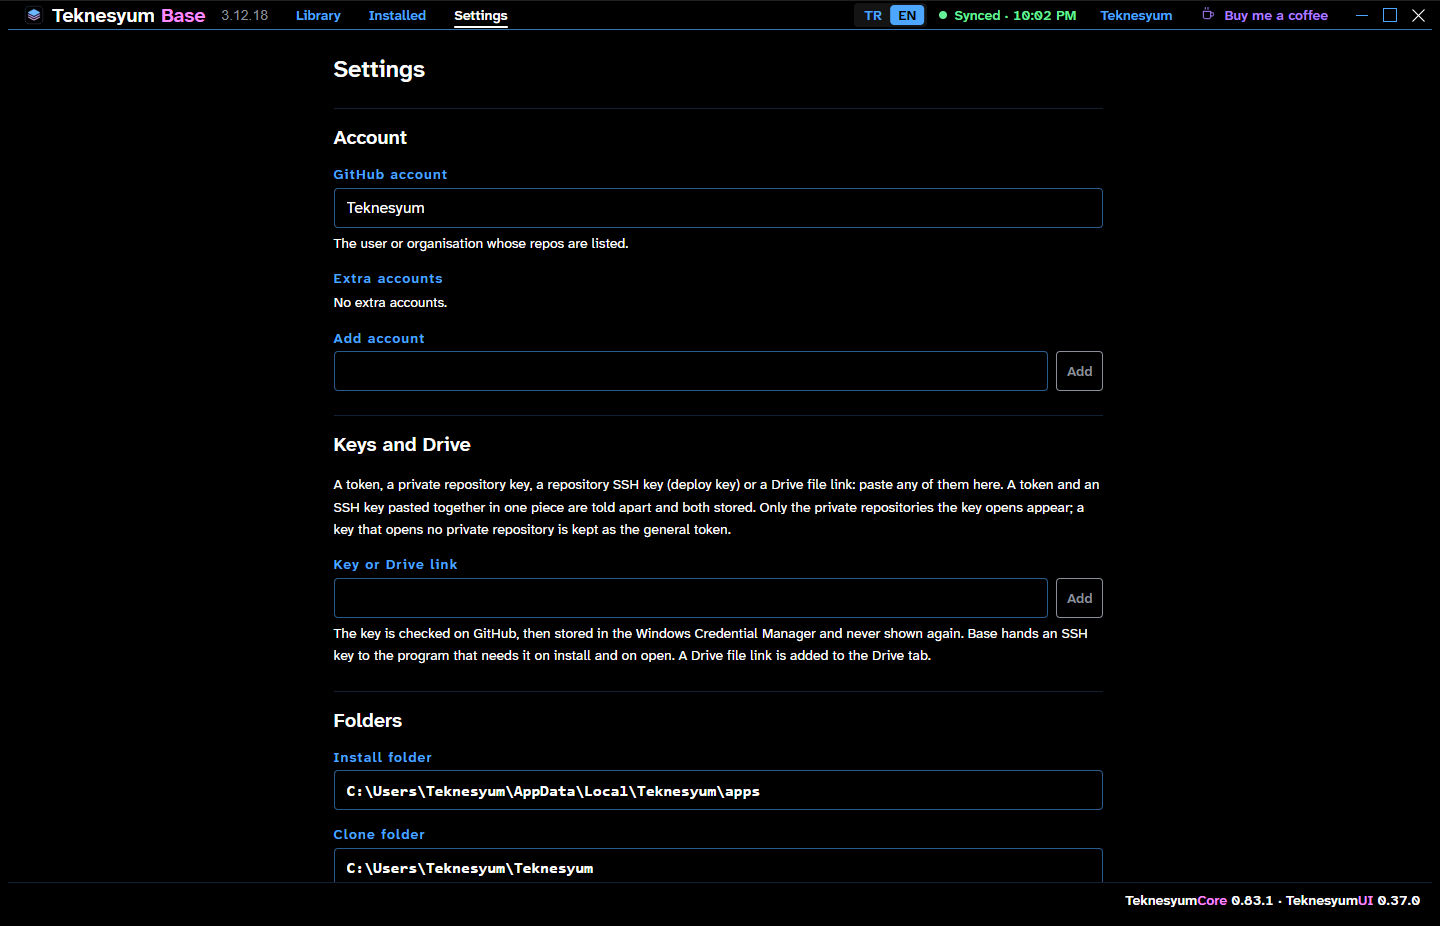 Teknesyum Base 3.12.18 Library Installed Settings TR EN Synced · 10:02 PM Teknesyum Buy me a coffee
Settings
Account
GitHub account
Teknesyum
The user or organisation whose repos are listed.
Extra accounts
No extra accounts.
Add account
Add
Keys and Drive
A token, a private repository key, a repository SSH key (deploy key) or a Drive file link: paste any of them here. A token and an
SSH key pasted together in one piece are told apart and both stored. Only the private repositories the key opens appear; a
key that opens no private repository is kept as the general token.
Key or Drive link
Add
The key is checked on GitHub, then stored in the Windows Credential Manager and never shown again. Base hands an SSH
key to the program that needs it on install and on open. A Drive file link is added to the Drive tab.
Folders
Install folder
C:\Users\Teknesyum\AppData\Local\Teknesyum\apps
Clone folder
C:\Users\Teknesyum\Teknesyum
TeknesyumCore 0.83.1 · TeknesyumUI 0.37.0